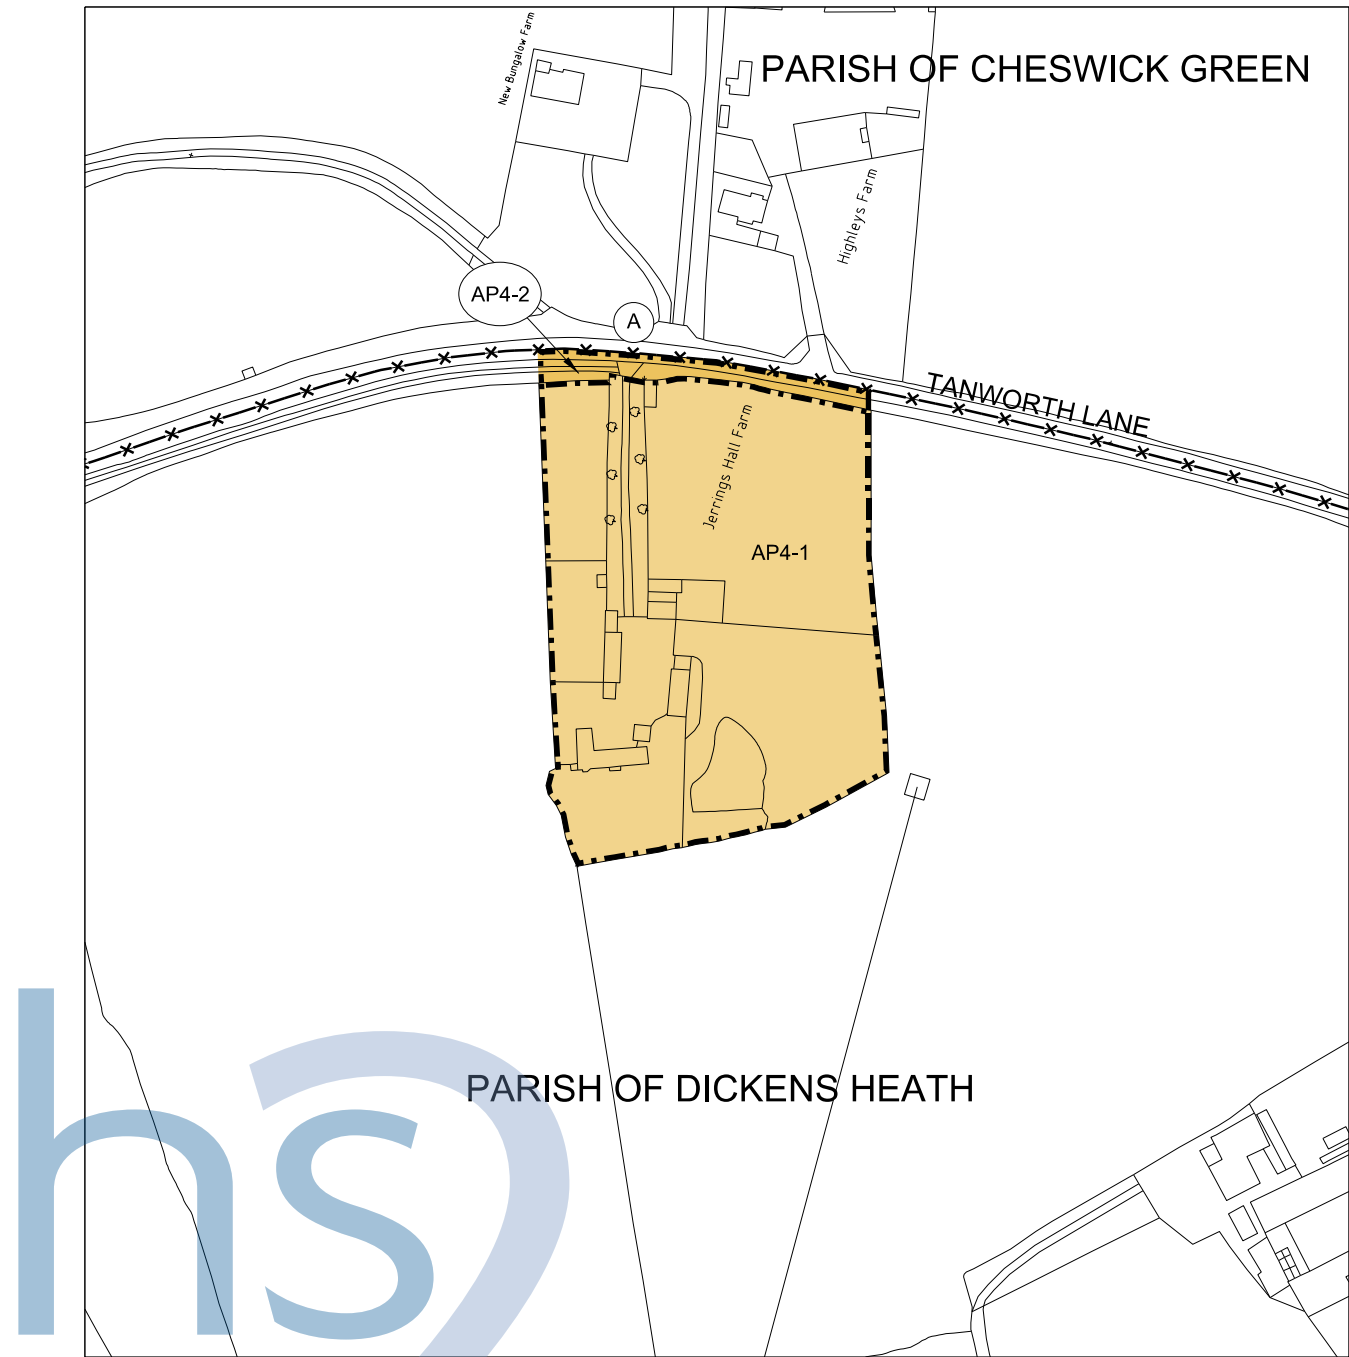 New Bungalow Farm
PARISH OF CHESWICK GREEN
Highleys Farm
AP4-2
A
TANWORTH LANE
Jerrings Hall Farm
AP4-1
PARISH OF DICKENS HEATH
hs